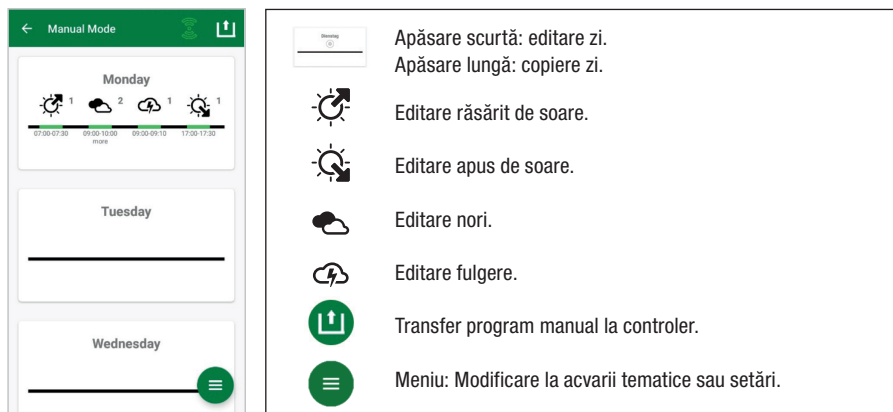 Manual Mode
Monday
1 2 1 1
07:00-07:30 09:00-10:00 09:00-09:10 17:00-17:30
more
Tuesday
Wednesday
Dienstag
Apăsare scurtă: editare zi.
Apăsare lungă: copiere zi.
Editare răsărit de soare.
Editare apus de soare.
Editare nori.
Editare fulgere.
Transfer program manual la controler.
Meniu: Modificare la acvarii tematice sau setări.